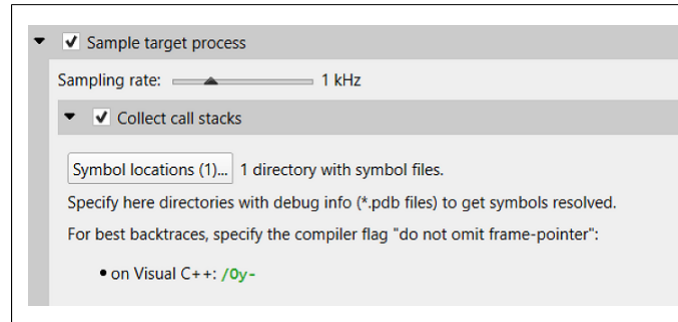 Sample target process
Sampling rate: 1 kHz
Collect call stacks
Symbol locations (1)... 1 directory with symbol files.
Specify here directories with debug info (*.pdb files) to get symbols resolved.
For best backtraces, specify the compiler flag "do not omit frame-pointer":
• on Visual C++: /Oy-